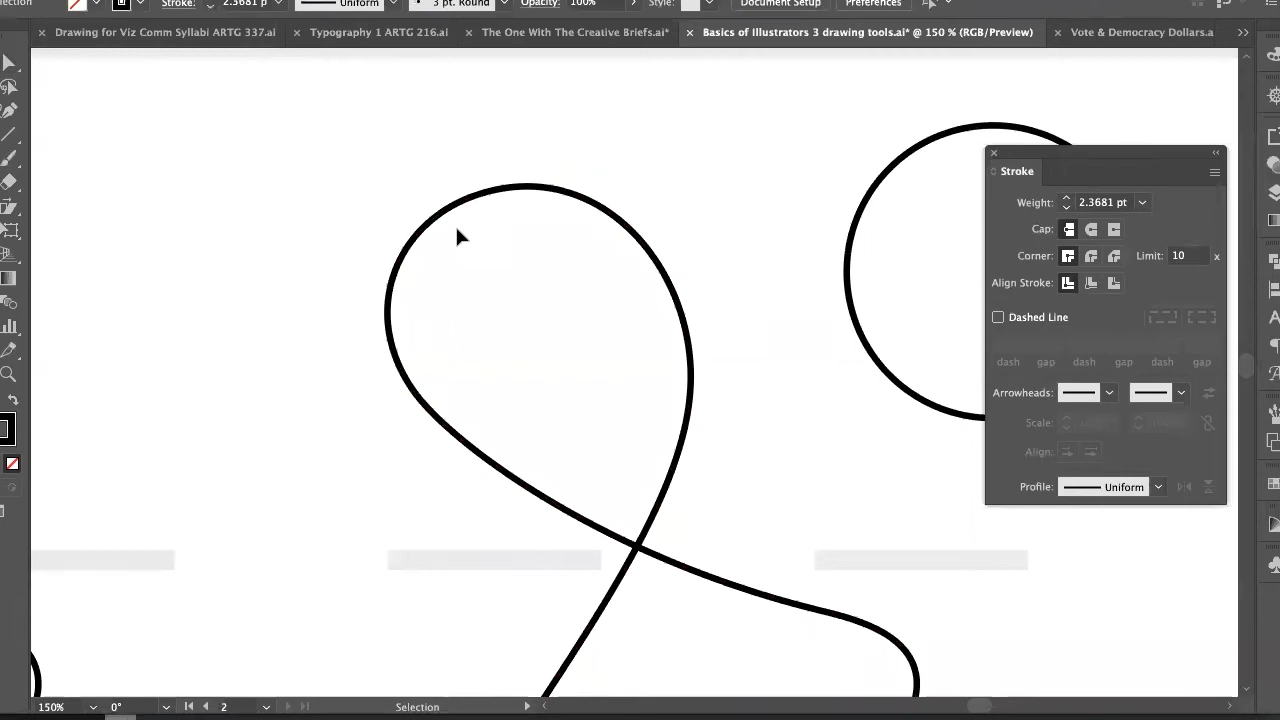 Stroke: 2.3681 p Uniform 3 pt. Round Opacity: 100% Style: Document Setup Preferences
Drawing for Viz Comm Syllabi ARTG 337.ai Typography 1 ARTG 216.ai The One With The Creative Briefs.ai* Basics of Illustrators 3 drawing tools.ai* @ 150 % (RGB/Preview) Vote & Democracy Dollars.a
Stroke
Weight: 2.3681 pt
Cap:
Corner: Limit: 10 x
Align Stroke:
Dashed Line
dash gap dash gap dash gap
Arrowheads:
Scale:
Align:
Profile: Uniform
150% 0° 2 Selection